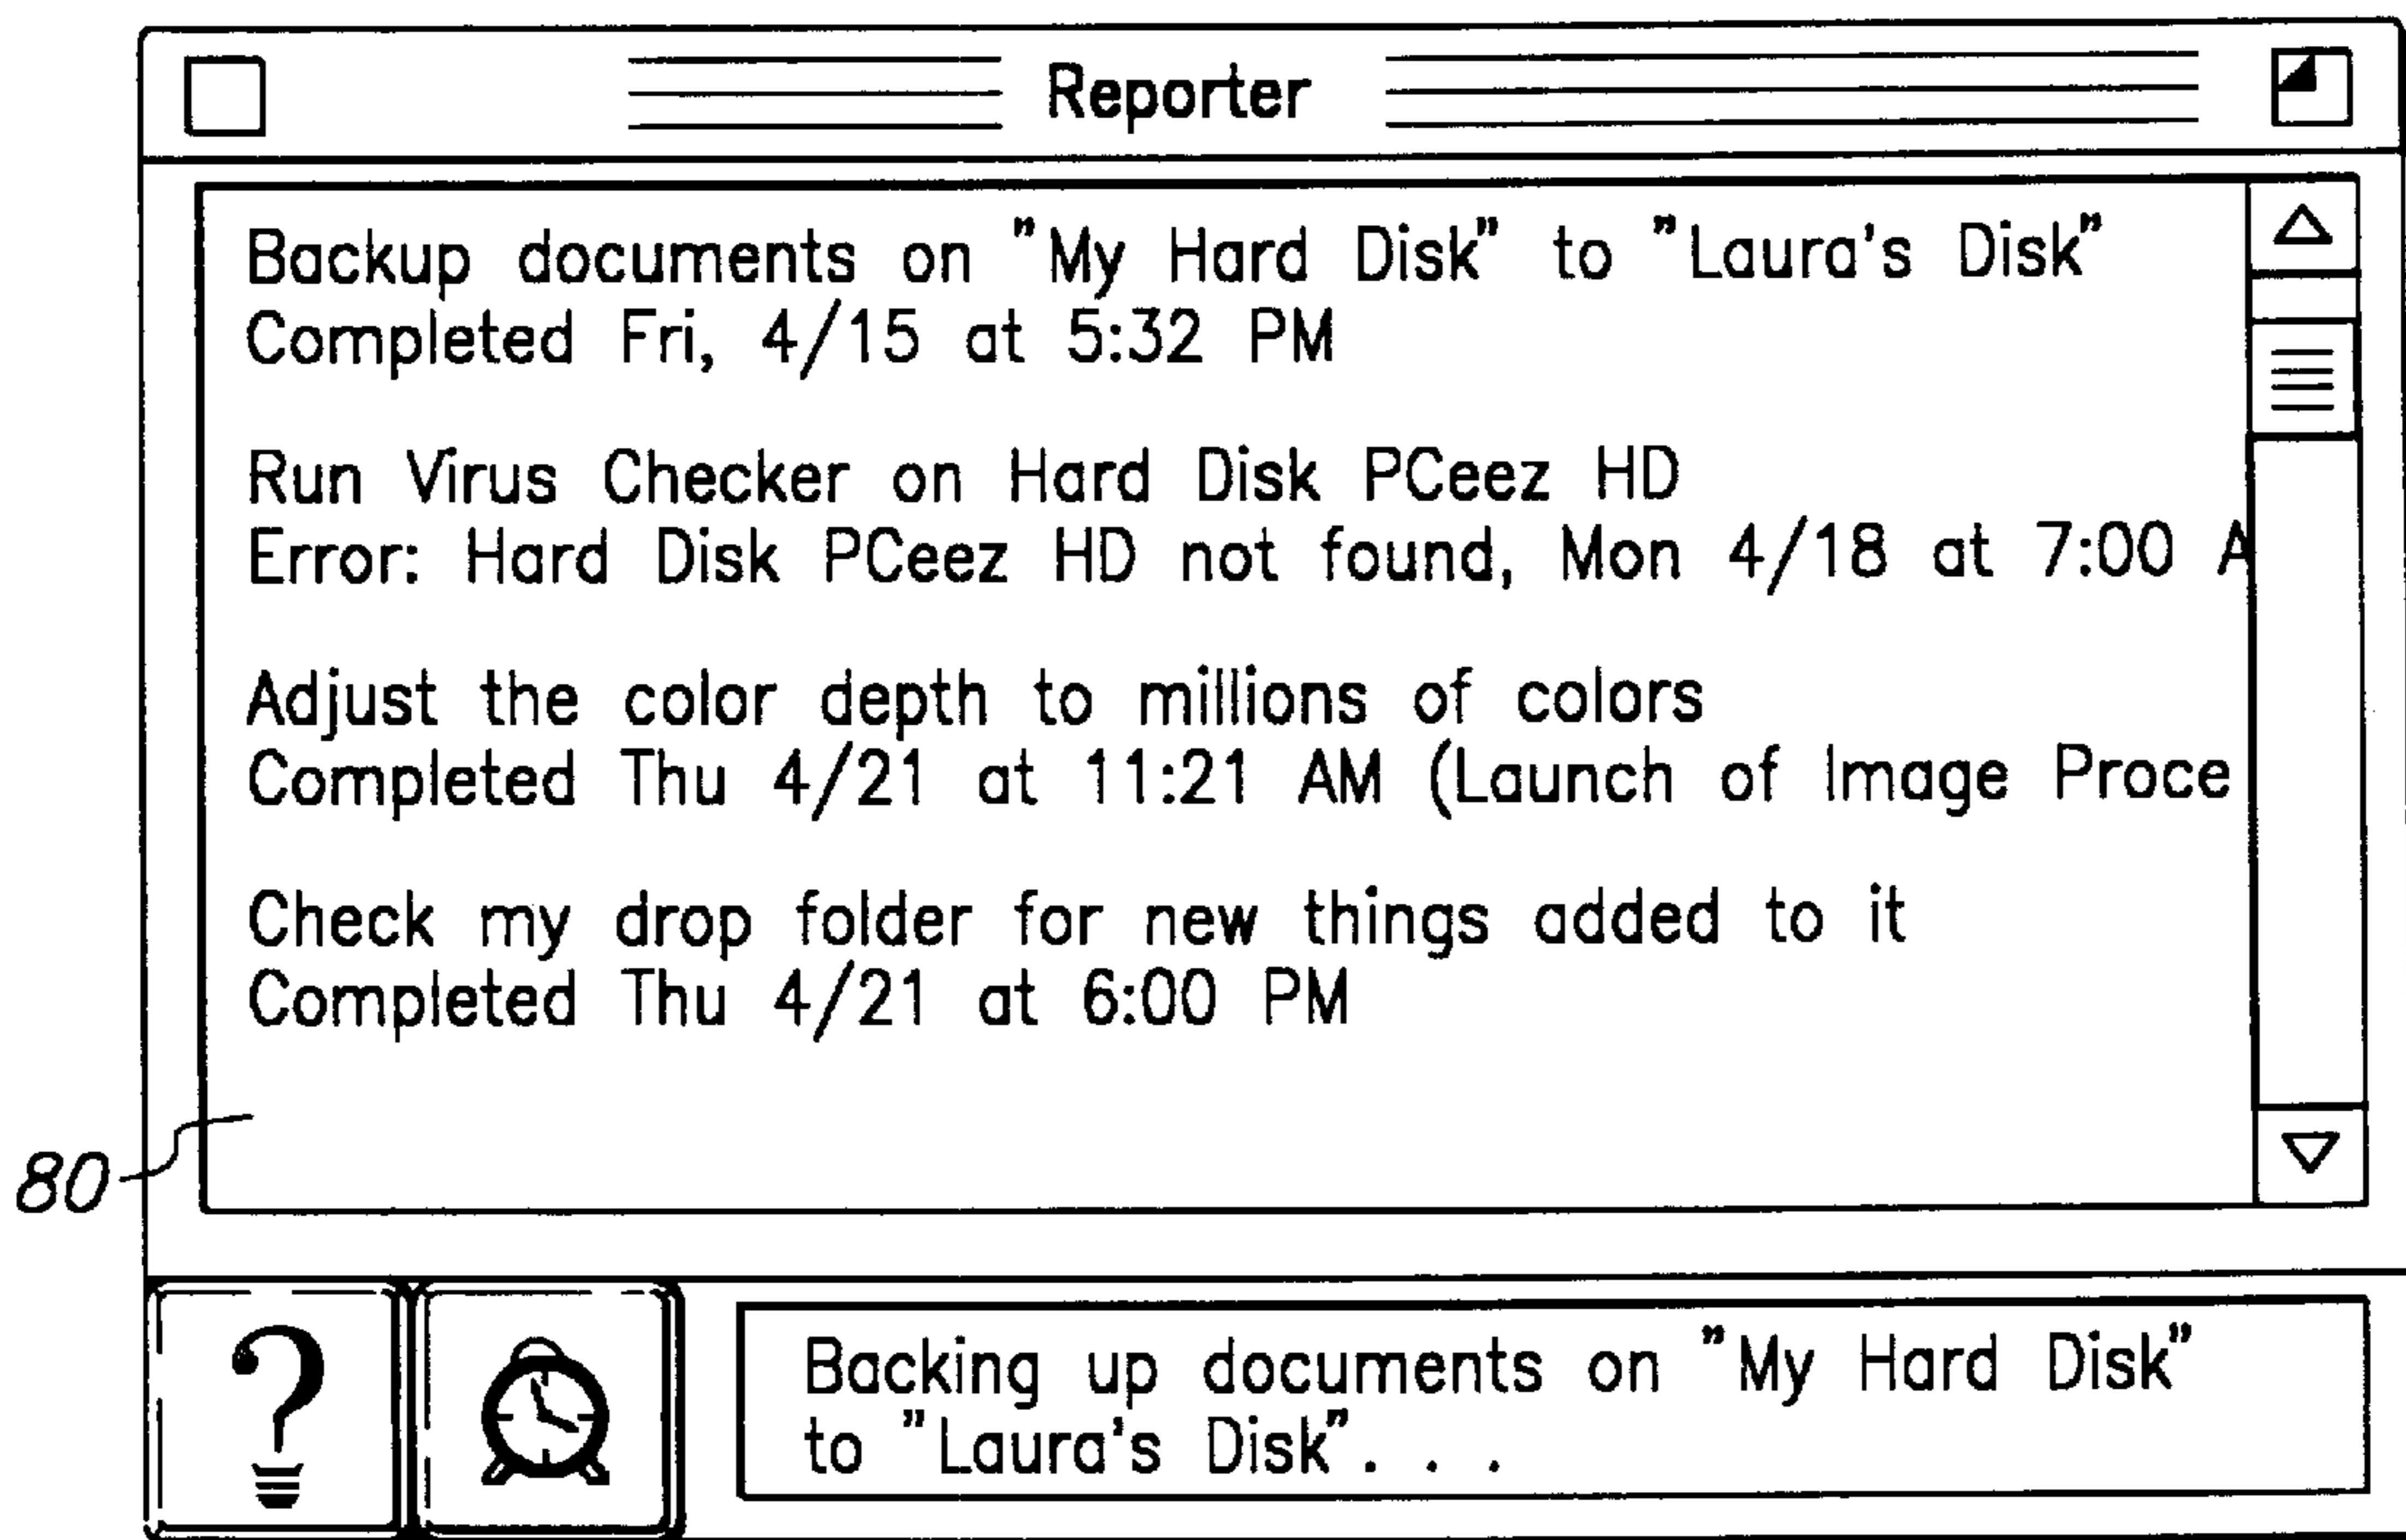 Reporter
Backup documents on "My Hard Disk" to "Laura's Disk"
Completed Fri, 4/15 at 5:32 PM
Run Virus Checker on Hard Disk PCeez HD
Error: Hard Disk PCeez HD not found, Mon 4/18 at 7:00 A
Adjust the color depth to millions of colors
Completed Thu 4/21 at 11:21 AM (Launch of Image Proce
Check my drop folder for new things added to it
Completed Thu 4/21 at 6:00 PM
80
Backing up documents on "My Hard Disk"
to "Laura's Disk". . .